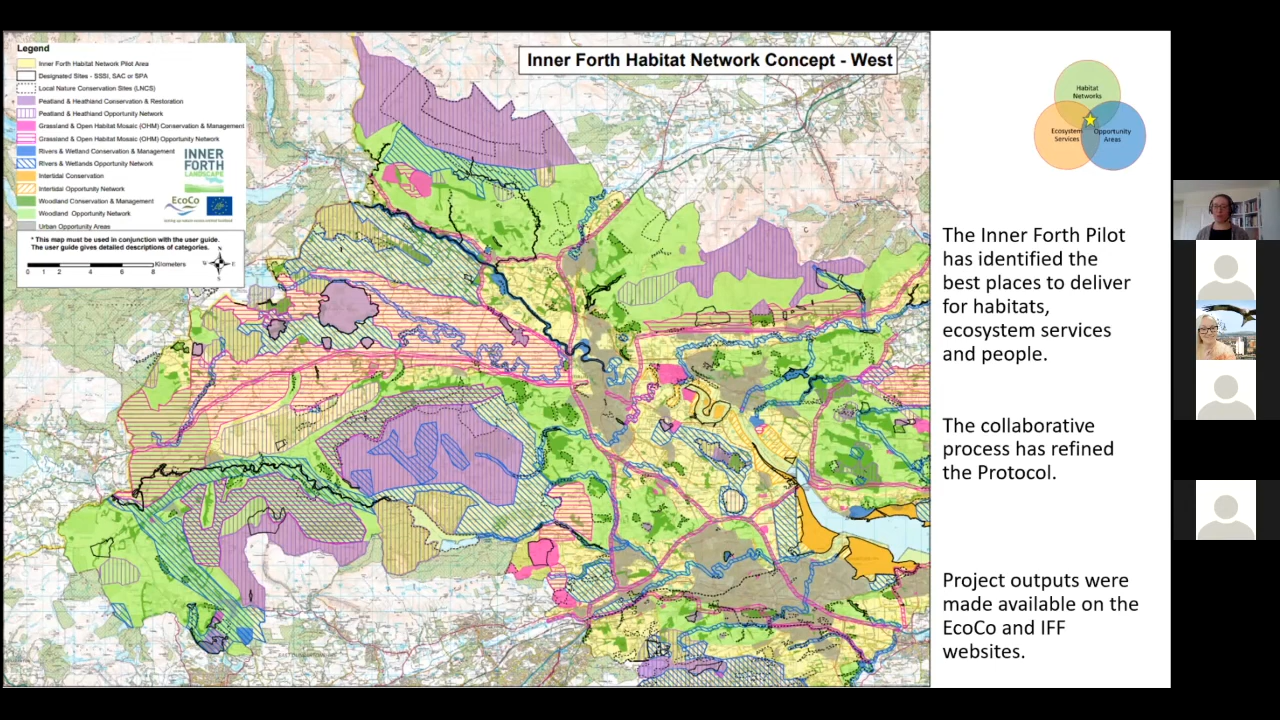 Legend
Inner Forth Habitat Network Pilot Area
Designated Sites - SSSI, SAC or SPA
Local Nature Conservation Sites (LNCS)
Peatland & Heathland Conservation & Restoration
Peatland & Heathland Opportunity Network
Grassland & Open Habitat Mosaic (OHM) Conservation & Management
Grassland & Open Habitat Mosaic (OHM) Opportunity Network
Rivers & Wetland Conservation & Management
Rivers & Wetlands Opportunity Network
Intertidal Conservation
Intertidal Opportunity Network
Woodland Conservation & Management
Woodland Opportunity Network
Urban Opportunity Areas
INNER
FORTH
LANDSCAPE
EcoCo
* This map must be used in conjunction with the user guide.
The user guide gives detailed descriptions of categories.
Kilometers
0 1 2 4 6 8
N
W E
S
Inner Forth Habitat Network Concept - West
Habitat
Networks
Ecosystem
Services
Opportunity
Areas
The Inner Forth Pilot
has identified the
best places to deliver
for habitats,
ecosystem services
and people.
The collaborative
process has refined
the Protocol.
Project outputs were
made available on the
EcoCo and IFF
websites.